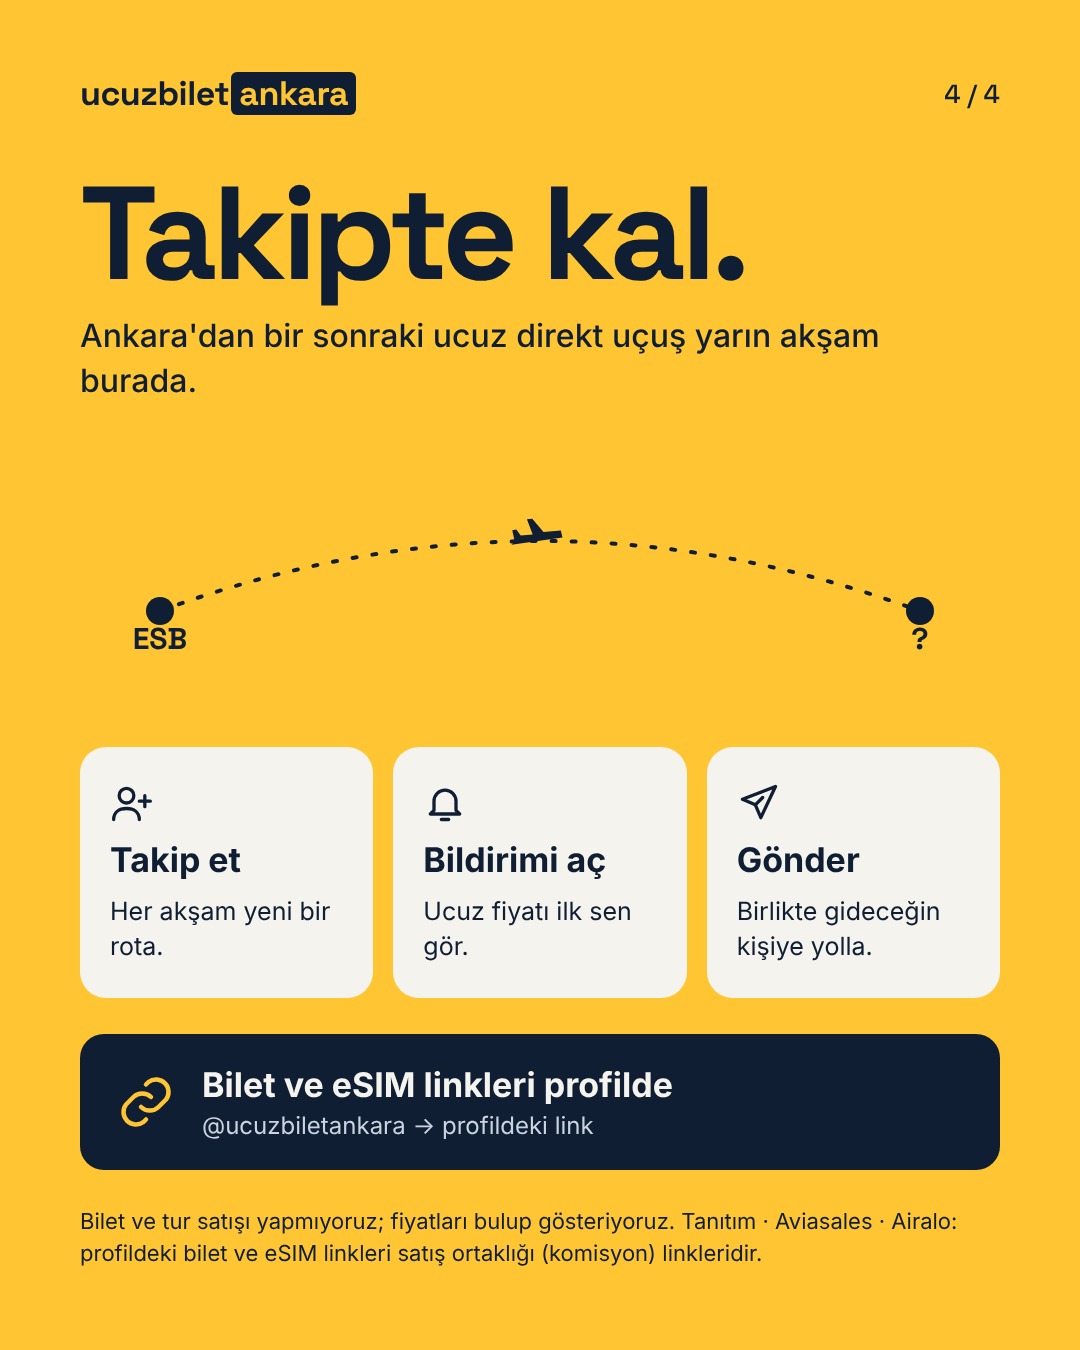 ucuzbilet ankara
4 / 4
Takipte kal.
Ankara'dan bir sonraki ucuz direkt uçuş yarın akşam
burada.
ESB
?
Takip et
Her akşam yeni bir
rota.
Bildirimi aç
Ucuz fiyatı ilk sen
gör.
Gönder
Birlikte gideceğin
kişiye yolla.
Bilet ve eSIM linkleri profilde
@ucuzbiletankara → profildeki link
Bilet ve tur satışı yapmıyoruz; fiyatları bulup gösteriyoruz. Tanıtım · Aviasales · Airalo:
profildeki bilet ve eSIM linkleri satış ortaklığı (komisyon) linkleridir.